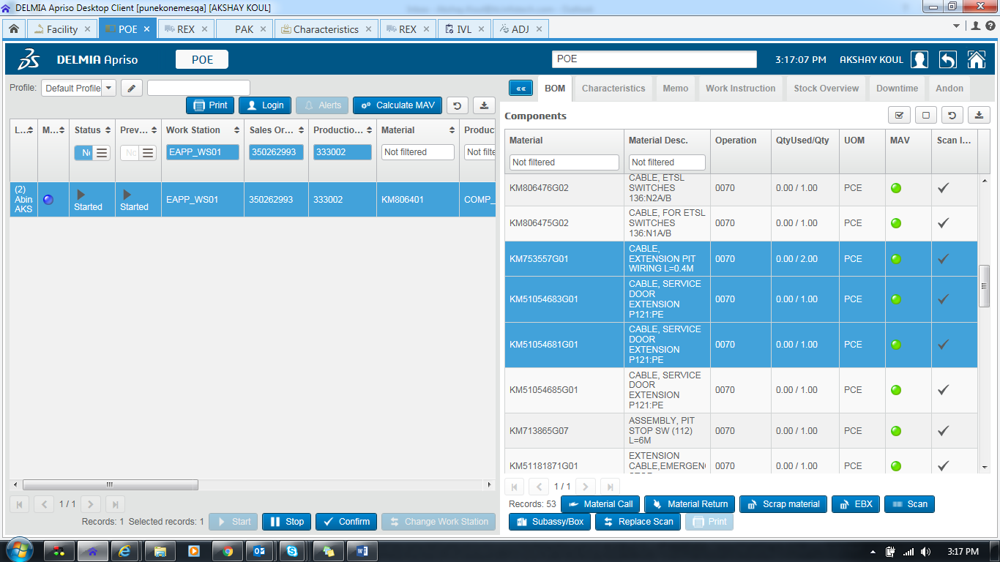 DELMIA Apriso Desktop Client [punekonemesqa] [AKSHAY KOUL]
Facility POE REX PAK Characteristics REX IVL ADJ
DELMIA Apriso POE POE 3:17:07 PM AKSHAY KOUL
Profile: Default Profile
Print Login Alerts Calculate MAV
L... M... Status Prev... Work Station Sales Or... Productio... Material Produc
EAPP_WS01 350262993 333002 Not filtered Not filte
(2)
Abin
AKS
Started Started EAPP_WS01 350262993 333002 KM806401 COMP_
1 / 1
Records: 1 Selected records: 1 Start Stop Confirm Change Work Station
«« BOM Characteristics Memo Work Instruction Stock Overview Downtime Andon
Components
Material Material Desc. Operation QtyUsed/Qty UOM MAV Scan I...
Not filtered Not filtered
KM806476G02 CABLE, ETSL SWITCHES 136:N2A/B 0070 0.00 / 1.00 PCE
KM806475G02 CABLE, FOR ETSL SWITCHES 136:N1A/B 0070 0.00 / 1.00 PCE
KM753557G01 CABLE, EXTENSION PIT WIRING L=0.4M 0070 0.00 / 2.00 PCE
KM51054683G01 CABLE, SERVICE DOOR EXTENSION P121:PE 0070 0.00 / 1.00 PCE
KM51054681G01 CABLE, SERVICE DOOR EXTENSION P121:PE 0070 0.00 / 1.00 PCE
KM51054685G01 CABLE, SERVICE DOOR EXTENSION P121:PE 0070 0.00 / 1.00 PCE
KM713865G07 ASSEMBLY, PIT STOP SW (112) L=6M 0070 0.00 / 1.00 PCE
KM51181871G01 EXTENSION CABLE,EMERGEN 0070 0.00 / 1.00 PCE
1 / 1
Records: 53 Material Call Material Return Scrap material EBX Scan
Subassy/Box Replace Scan Print
3:17 PM